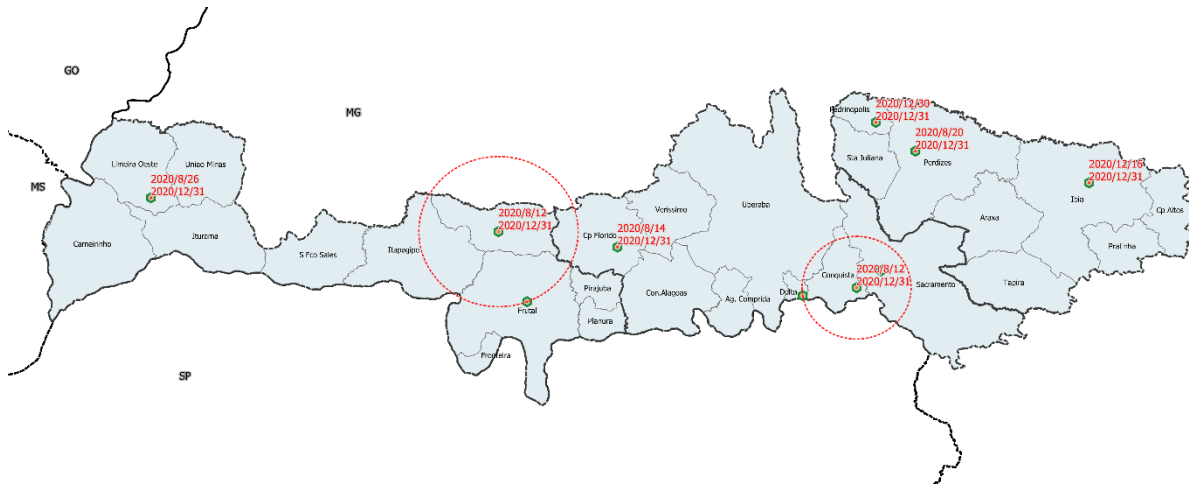 GO
MG
MS
SP
Limeira Oeste
Uniao Minas
2020/8/26
2020/12/31
Carneirinho
Iturama
S Fco Sales
Itapagipe
2020/8/12
2020/12/31
Frutal
Fronteira
Cp Florido
2020/8/14
2020/12/31
Pirajuba
Planura
Verissimo
Con.Alagoas
Uberaba
Ag. Comprida
Delta
Conquista
2020/8/12
2020/12/31
Sacramento
Pedrinopolis
2020/12/30
2020/12/31
Sta Juliana
2020/8/20
2020/12/31
Perdizes
2020/12/16
2020/12/31
Ibia
Araxa
Cp Altos
Pratinha
Tapira